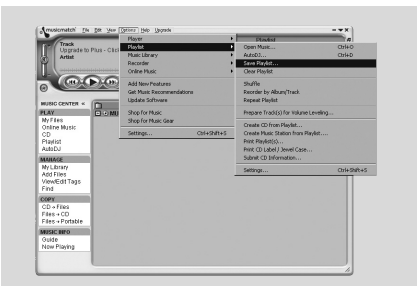 musicmatch File Edit View Options Help Upgrade
Track
Upgrade to Plus - Clic
Artist
Player
Playlist
Music Library
Recorder
Online Music
Add New Features
Get Music Recommendations
Update Software
Shop for Music
Shop for Music Gear
Settings... Ctrl+Shift+S
Playlist
Open Music... Ctrl+O
AutoDJ... Ctrl+D
Save Playlist...
Clear Playlist
Shuffle
Reorder by Album/Track
Repeat Playlist
Prepare Track(s) for Volume Leveling...
Create CD from Playlist...
Create Music Station from Playlist....
Print Playlist(s)...
Print CD Label / Jewel Case...
Submit CD Information...
Settings... Ctrl+Shift+S
MUSIC CENTER «
PLAY
My Files
Online Music
CD
Playlist
AutoDJ
MANAGE
My Library
Add Files
View/Edit Tags
Find
COPY
CD → Files
Files → CD
Files → Portable
MUSIC INFO
Guide
Now Playing